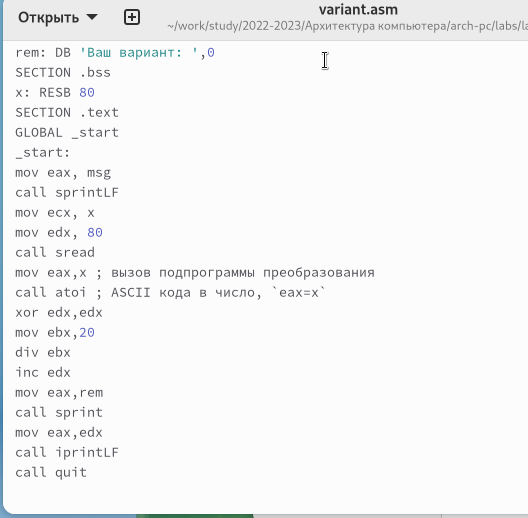 Открыть
variant.asm
~/work/study/2022-2023/Архитектура компьютера/arch-pc/labs/
rem: DB 'Ваш вариант: ',0
SECTION .bss
x: RESB 80
SECTION .text
GLOBAL _start
_start:
mov eax, msg
call sprintLF
mov ecx, x
mov edx, 80
call sread
mov eax,x ; вызов подпрограммы преобразования
call atoi ; ASCII кода в число, `eax=x`
xor edx,edx
mov ebx,20
div ebx
inc edx
mov eax,rem
call sprint
mov eax,edx
call iprintLF
call quit